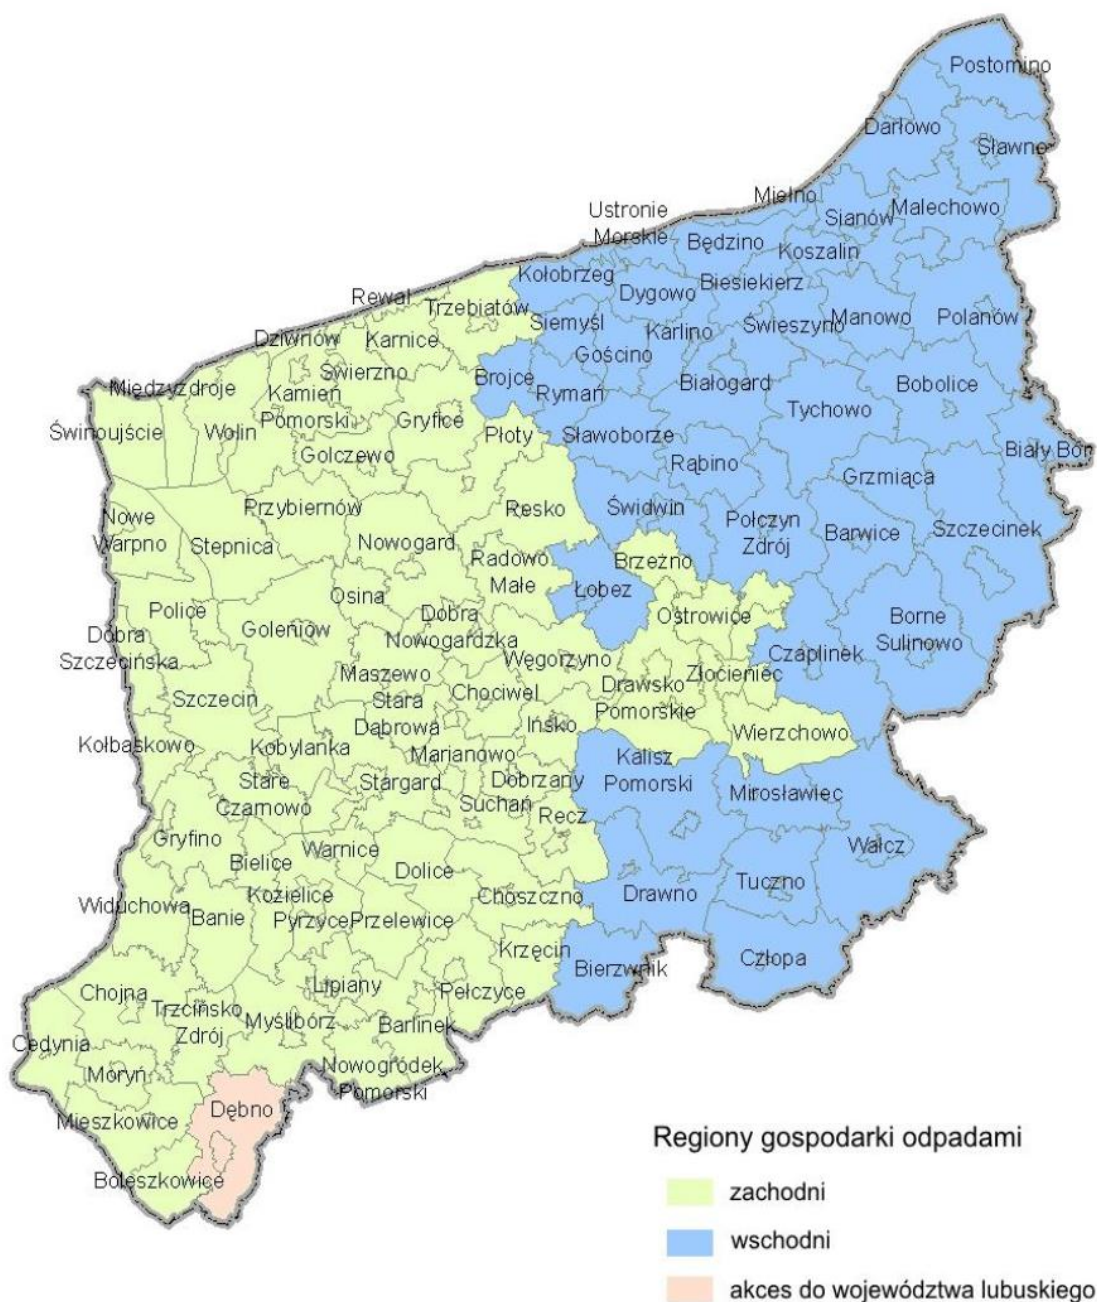 Postomino
Darłowo
Sławno
Mielno
Ustronie
Morskie
Sianów
Malechowo
Będzino
Koszalin
Kołobrzeg
Dygowo
Biesiekierz
Rewal
Trzebiatów
Siemyśl
Karlino
Świeszyno
Manowo
Polanów
Dziwnów
Karnice
Gościno
Międzyzdroje
Świerzno
Brojce
Rymań
Białogard
Bobolice
Kamień
Pomorski
Gryfice
Tychowo
Świnoujście
Wolin
Golczewo
Płoty
Sławoborze
Rąbino
Biały Bór
Grzmiąca
Przybiernów
Resko
Świdwin
Połczyn
Zdrój
Barwice
Szczecinek
Nowe
Warpno
Stepnica
Nowogard
Radowo
Małe
Brzeżno
Łobez
Osina
Police
Goleniów
Dobra
Nowogardzka
Ostrowice
Borne
Sulinowo
Dobra
Szczecińska
Węgorzyno
Czaplinek
Maszewo
Chociwel
Drawsko
Pomorskie
Złocieniec
Szczecin
Stara
Dąbrowa
Ińsko
Wierzchowo
Kołbaskowo
Kobylanka
Marianowo
Kalisz
Pomorski
Stare
Czarnowo
Stargard
Dobrzany
Suchań
Mirosławiec
Recz
Gryfino
Warnice
Wałcz
Bielice
Dolice
Tuczno
Widuchowa
Banie
Kozielice
Pyrzyce
Przelewice
Choszczno
Drawno
Krzęcin
Bierzwnik
Człopa
Chojna
Trzcińsko
Zdrój
Lipiany
Pełczyce
Myślibórz
Barlinek
Cedynia
Moryń
Nowogródek
Pomorski
Mieszkowice
Dębno
Boleszkowice
Regiony gospodarki odpadami
zachodni
wschodni
akces do województwa lubuskiego